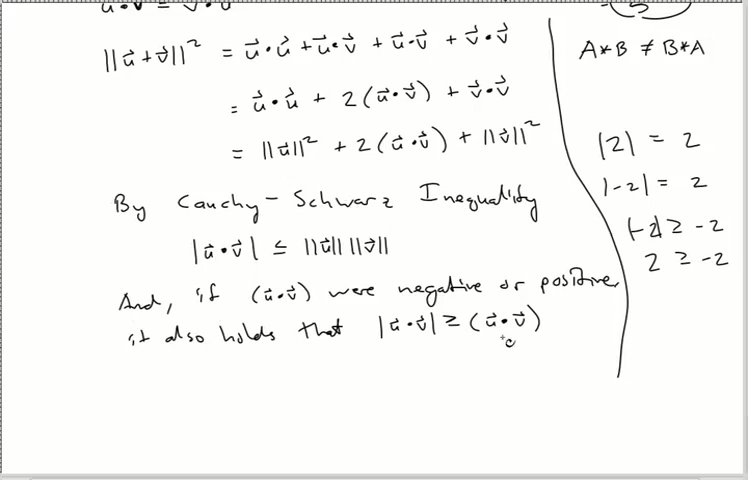 u⃗ • v⃗ = v⃗ • u⃗
||u⃗ + v⃗||² = u⃗ • u⃗ + u⃗ • v⃗ + u⃗ • v⃗ + v⃗ • v⃗
= u⃗ • u⃗ + 2(u⃗ • v⃗) + v⃗ • v⃗
= ||u⃗||² + 2(u⃗ • v⃗) + ||v⃗||²
By Cauchy-Schwarz Inequality
|u⃗ • v⃗| ≤ ||u⃗|| ||v⃗||
And, if (u⃗ • v⃗) were negative or positive,
it also holds that |u⃗ • v⃗| ≥ (u⃗ • v⃗)
A*B ≠ B*A
|2| = 2
|-2| = 2
|-2| ≥ -2
2 ≥ -2